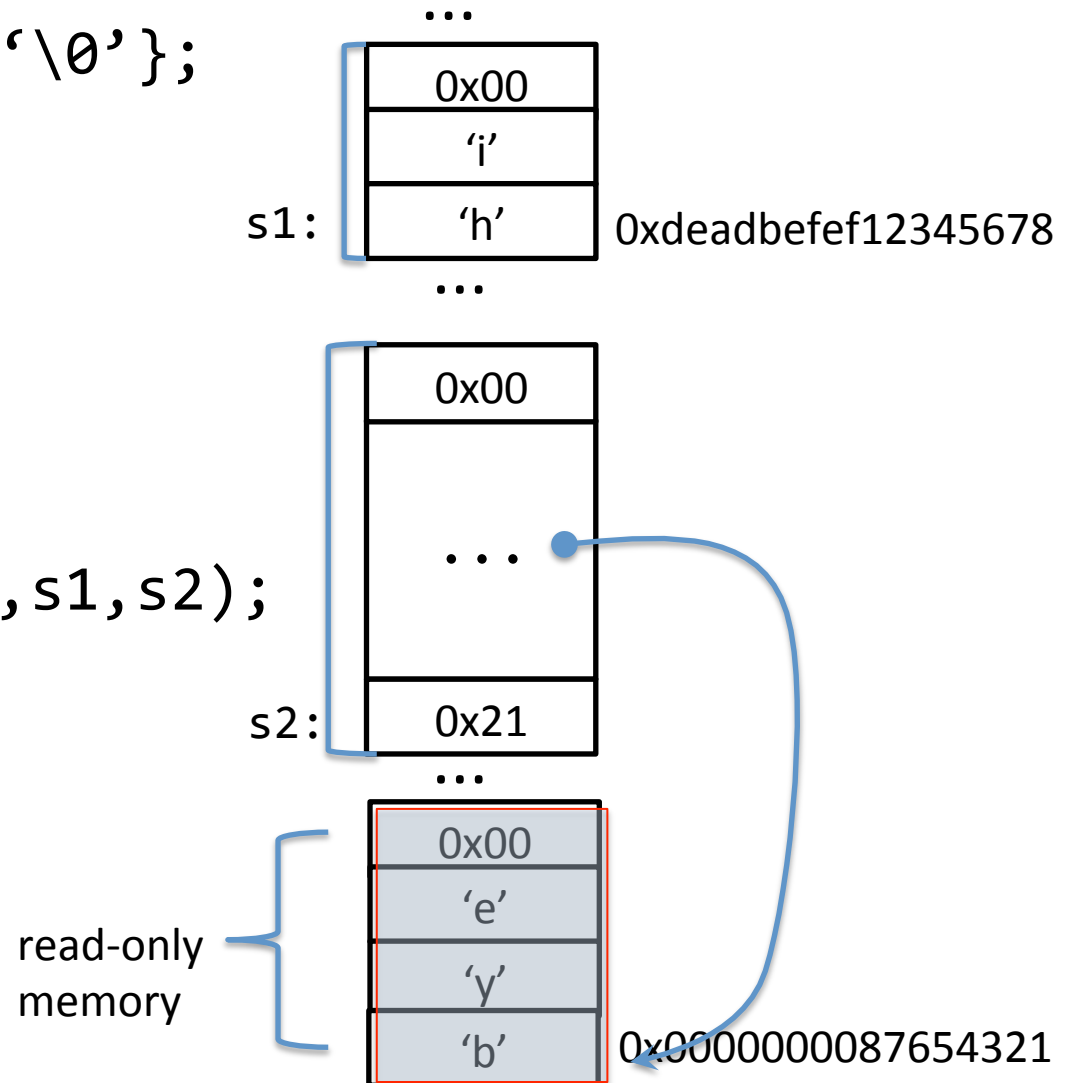 ...
‘\0’};
0x00
‘i’
s1: ‘h’ 0xdeadbefef12345678
...
0x00
...
,s1,s2);
s2: 0x21
...
0x00
‘e’
read-only
memory
‘y’
‘b’ 0x0000000087654321